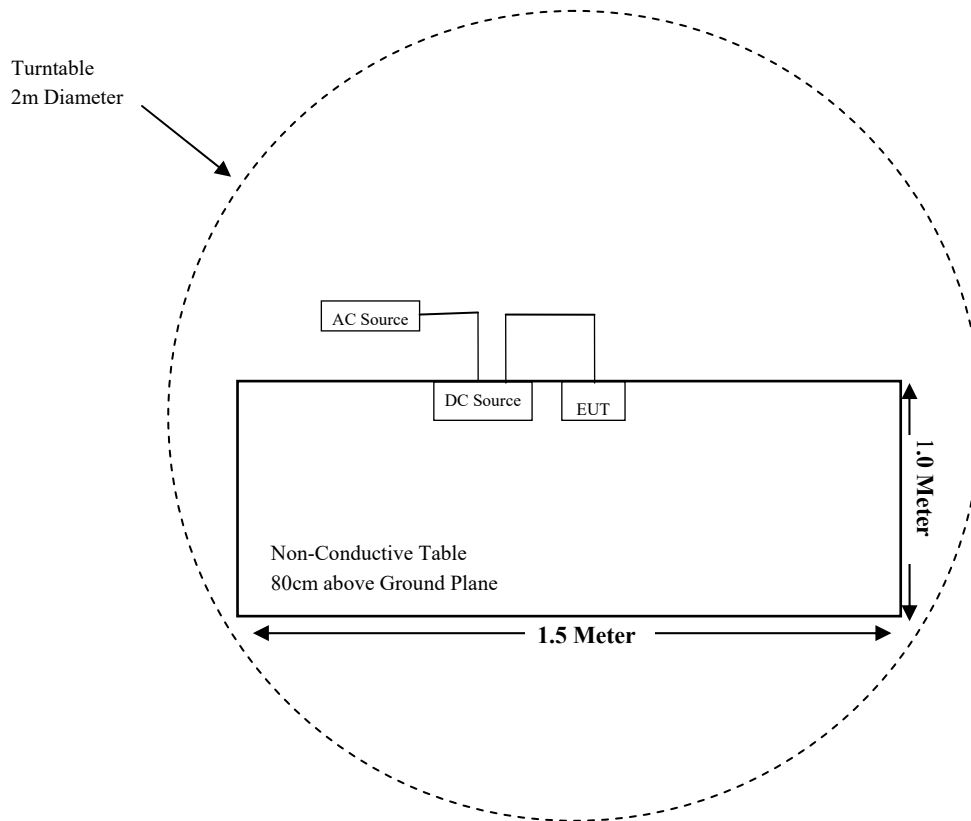 Turntable
2m Diameter
AC Source
DC Source
EUT
1.0 Meter
Non-Conductive Table
80cm above Ground Plane
1.5 Meter